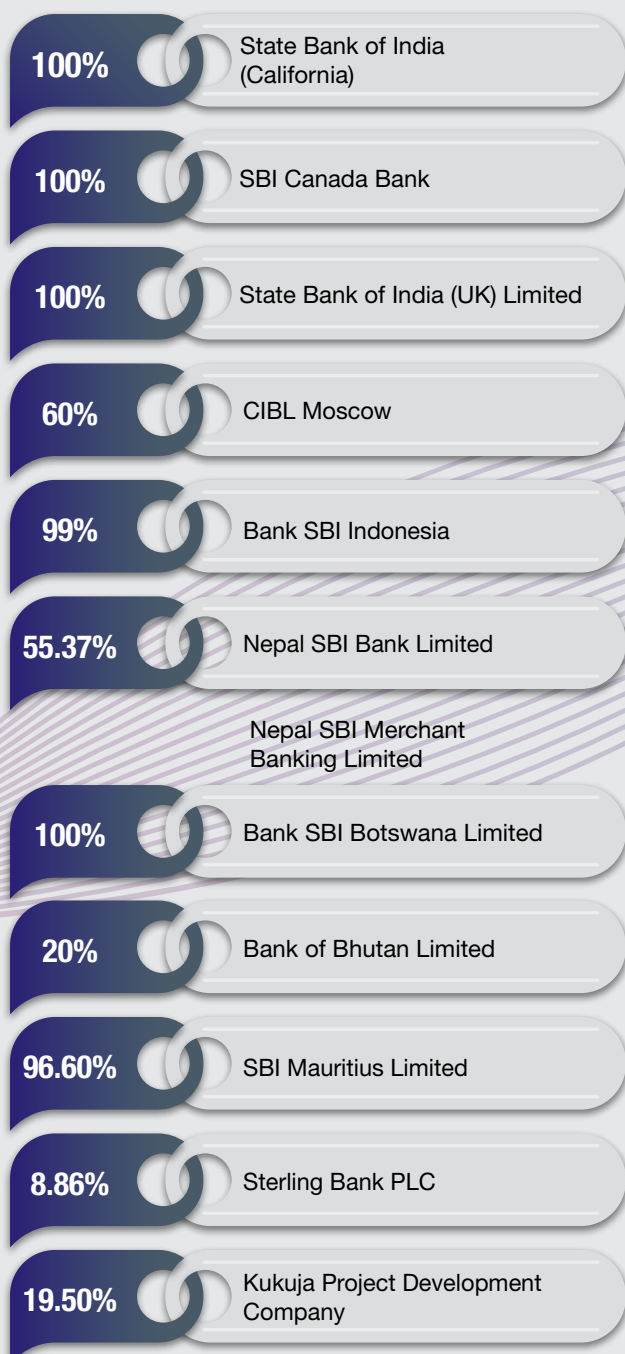 100%
State Bank of India
(California)
100%
SBI Canada Bank
100%
State Bank of India (UK) Limited
60%
CIBL Moscow
99%
Bank SBI Indonesia
55.37%
Nepal SBI Bank Limited
Nepal SBI Merchant
Banking Limited
100%
Bank SBI Botswana Limited
20%
Bank of Bhutan Limited
96.60%
SBI Mauritius Limited
8.86%
Sterling Bank PLC
19.50%
Kukuja Project Development
Company